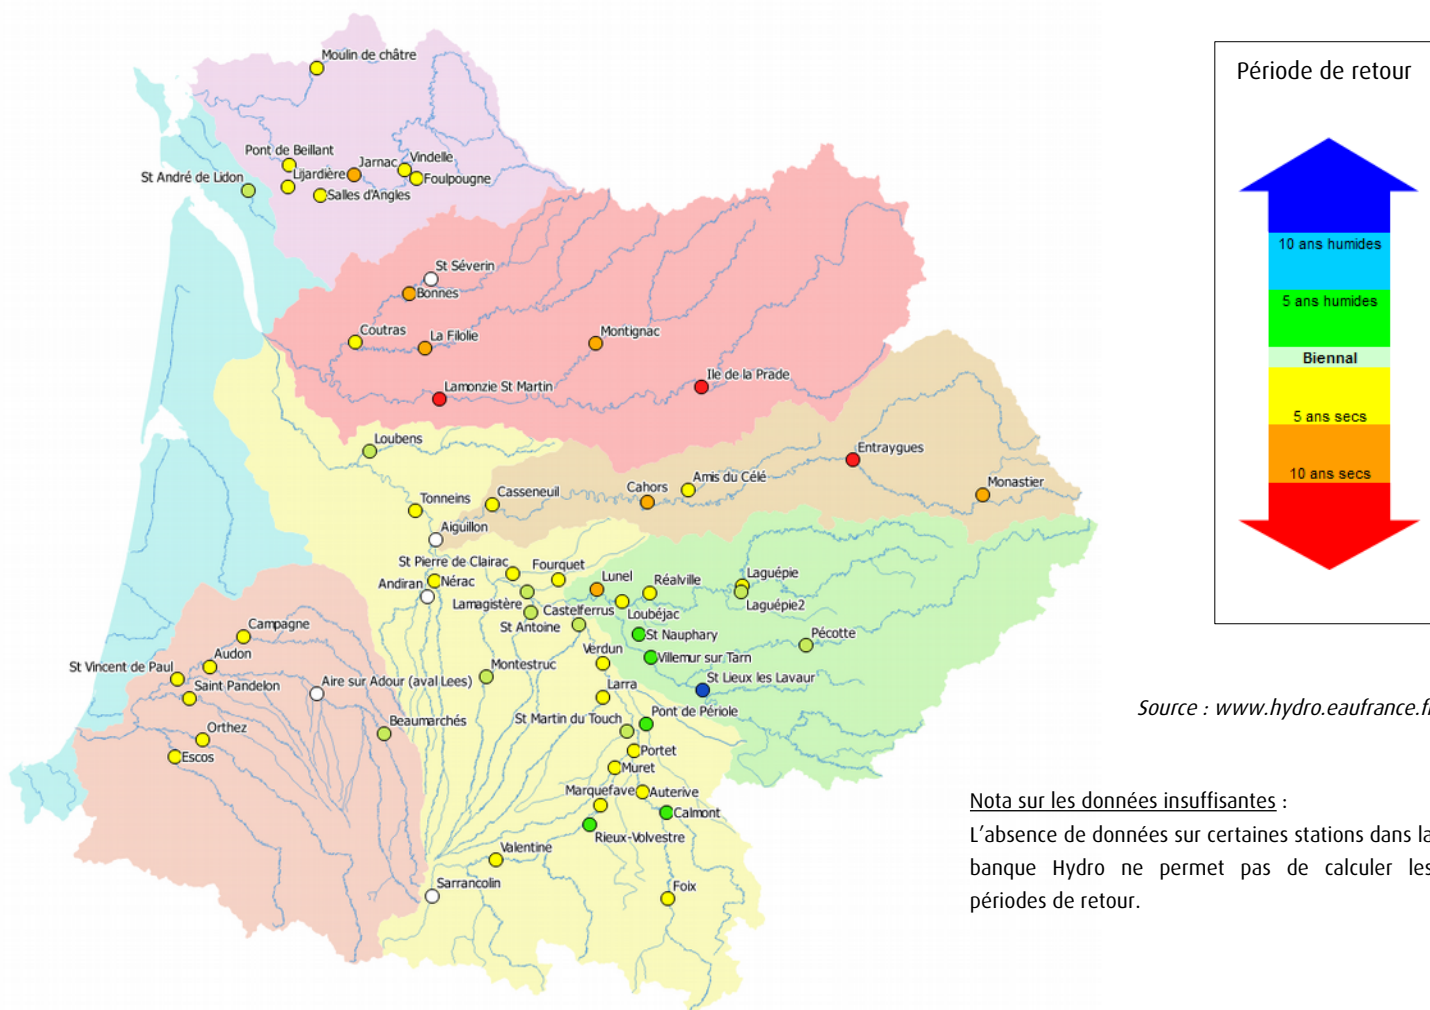 Moulin de châtre
Pont de Beillant
Jarnac
Vindelle
Lijardière
Foulpougne
St André de Lidon
Salles d'Angles
St Séverin
Bonnes
Coutras
La Filolie
Montignac
Lamonzie St Martin
Ile de la Prade
Loubens
Entraygues
Amis du Célé
Cahors
Monastier
Casseneuil
Tonneins
Aiguillon
St Pierre de Clairac
Fourquet
Andiran
Nérac
Lunel
Réalville
Laguépie
Laguépie2
Lamagistère
Castelferrus
Loubéjac
St Antoine
St Nauphary
Pécotte
Campagne
Verdun
Villemur sur Tarn
Audon
St Vincent de Paul
Montestruc
Aire sur Adour (aval Lees)
St Lieux les Lavaur
Saint Pandelon
Larra
Pont de Périole
St Martin du Touch
Beaumarchés
Orthez
Escos
Portet
Muret
Marquefave
Auterive
Calmont
Rieux-Volvestre
Valentine
Sarrancolin
Foix
Période de retour
10 ans humides
5 ans humides
Biennal
5 ans secs
10 ans secs
Source : www.hydro.eaufrance.fr
Nota sur les données insuffisantes :
L'absence de données sur certaines stations dans la
banque Hydro ne permet pas de calculer les
périodes de retour.